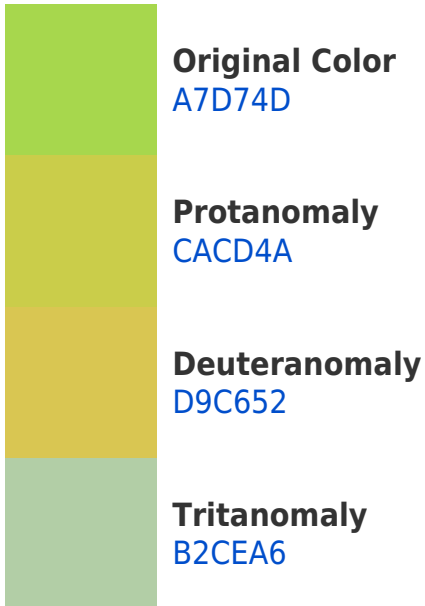 Original Color
A7D74D
Protanomaly
CACD4A
Deuteranomaly
D9C652
Tritanomaly
B2CEA6